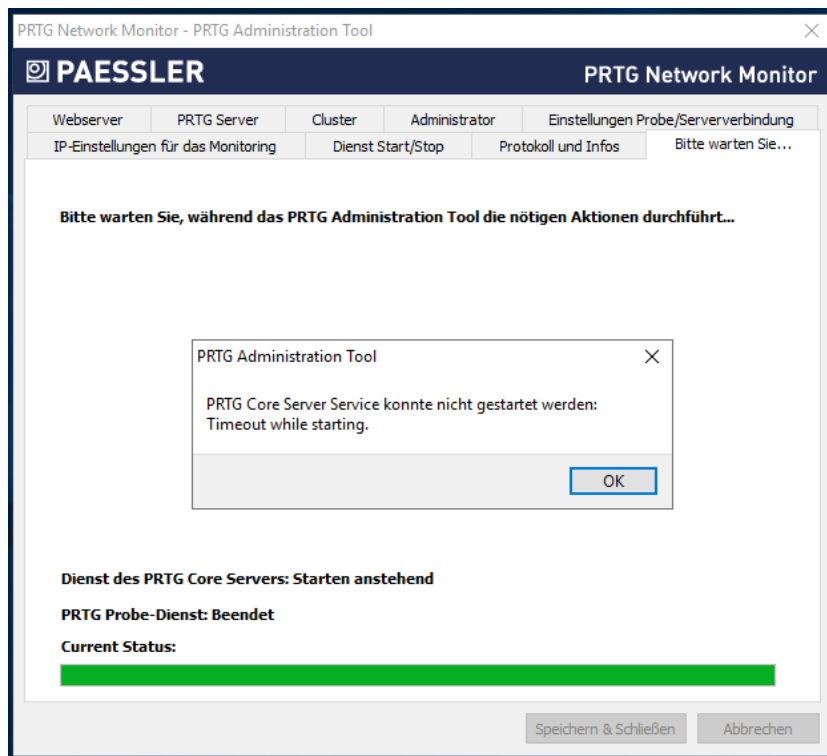 PRTG Network Monitor - PRTG Administration Tool
PAESSLER
PRTG Network Monitor
Webserver
PRTG Server
Cluster
Administrator
Einstellungen Probe/Serververbindung
IP-Einstellungen für das Monitoring
Dienst Start/Stop
Protokoll und Infos
Bitte warten Sie...
Bitte warten Sie, während das PRTG Administration Tool die nötigen Aktionen durchführt...
PRTG Administration Tool
PRTG Core Server Service konnte nicht gestartet werden:
Timeout while starting.
OK
Dienst des PRTG Core Servers: Starten anstehend
PRTG Probe-Dienst: Beendet
Current Status:
Speichern & Schließen
Abbrechen